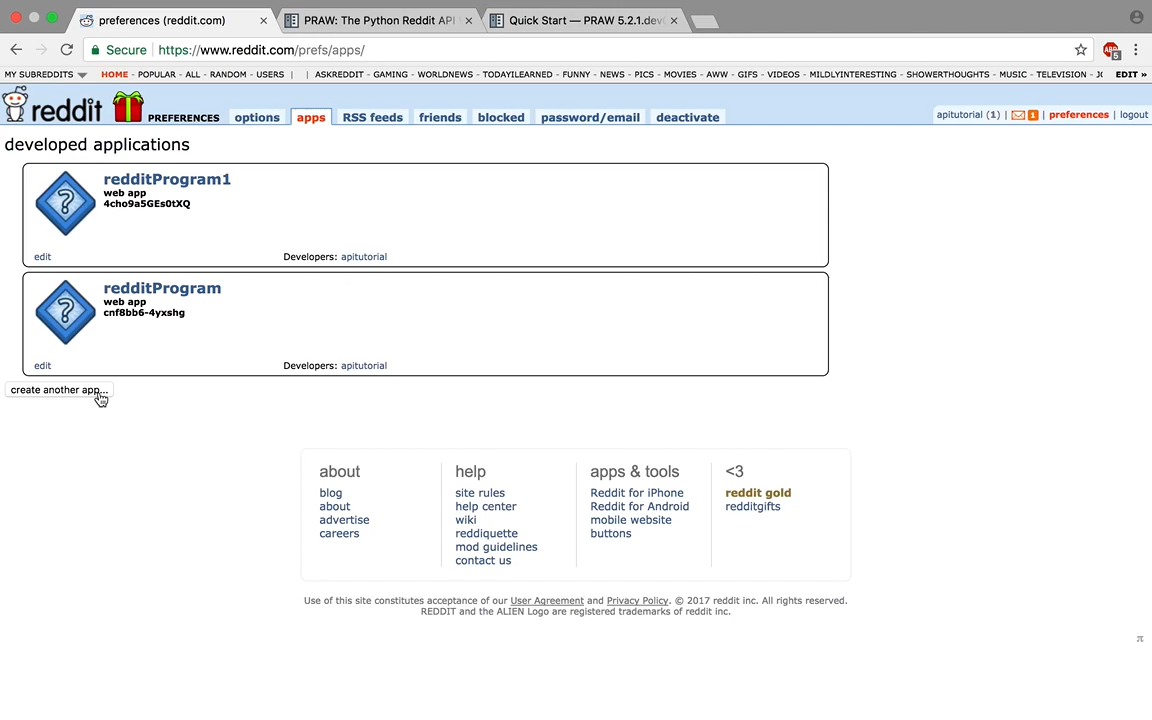 preferences (reddit.com)
PRAW: The Python Reddit API
Quick Start — PRAW 5.2.1.dev
Secure
https://www.reddit.com/prefs/apps/
ABP
5
MY SUBREDDITS HOME - POPULAR - ALL - RANDOM - USERS | | ASKREDDIT - GAMING - WORLDNEWS - TODAYILEARNED - FUNNY - NEWS - PICS - MOVIES - AWW - GIFS - VIDEOS - MILDLYINTERESTING - SHOWERTHOUGHTS - MUSIC - TELEVISION - EDIT »
reddit PREFERENCES options apps RSS feeds friends blocked password/email deactivate
apitutorial (1) | 1 | preferences | logout
developed applications
?
redditProgram1
web app
4cho9a5GEs0tXQ
edit
Developers: apitutorial
?
redditProgram
web app
cnf8bb6-4yxshg
edit
Developers: apitutorial
create another app...
about
blog
about
advertise
careers
help
site rules
help center
wiki
reddiquette
mod guidelines
contact us
apps & tools
Reddit for iPhone
Reddit for Android
mobile website
buttons
<3
reddit gold
redditgifts
Use of this site constitutes acceptance of our User Agreement and Privacy Policy. © 2017 reddit inc. All rights reserved.
REDDIT and the ALIEN Logo are registered trademarks of reddit inc.
π